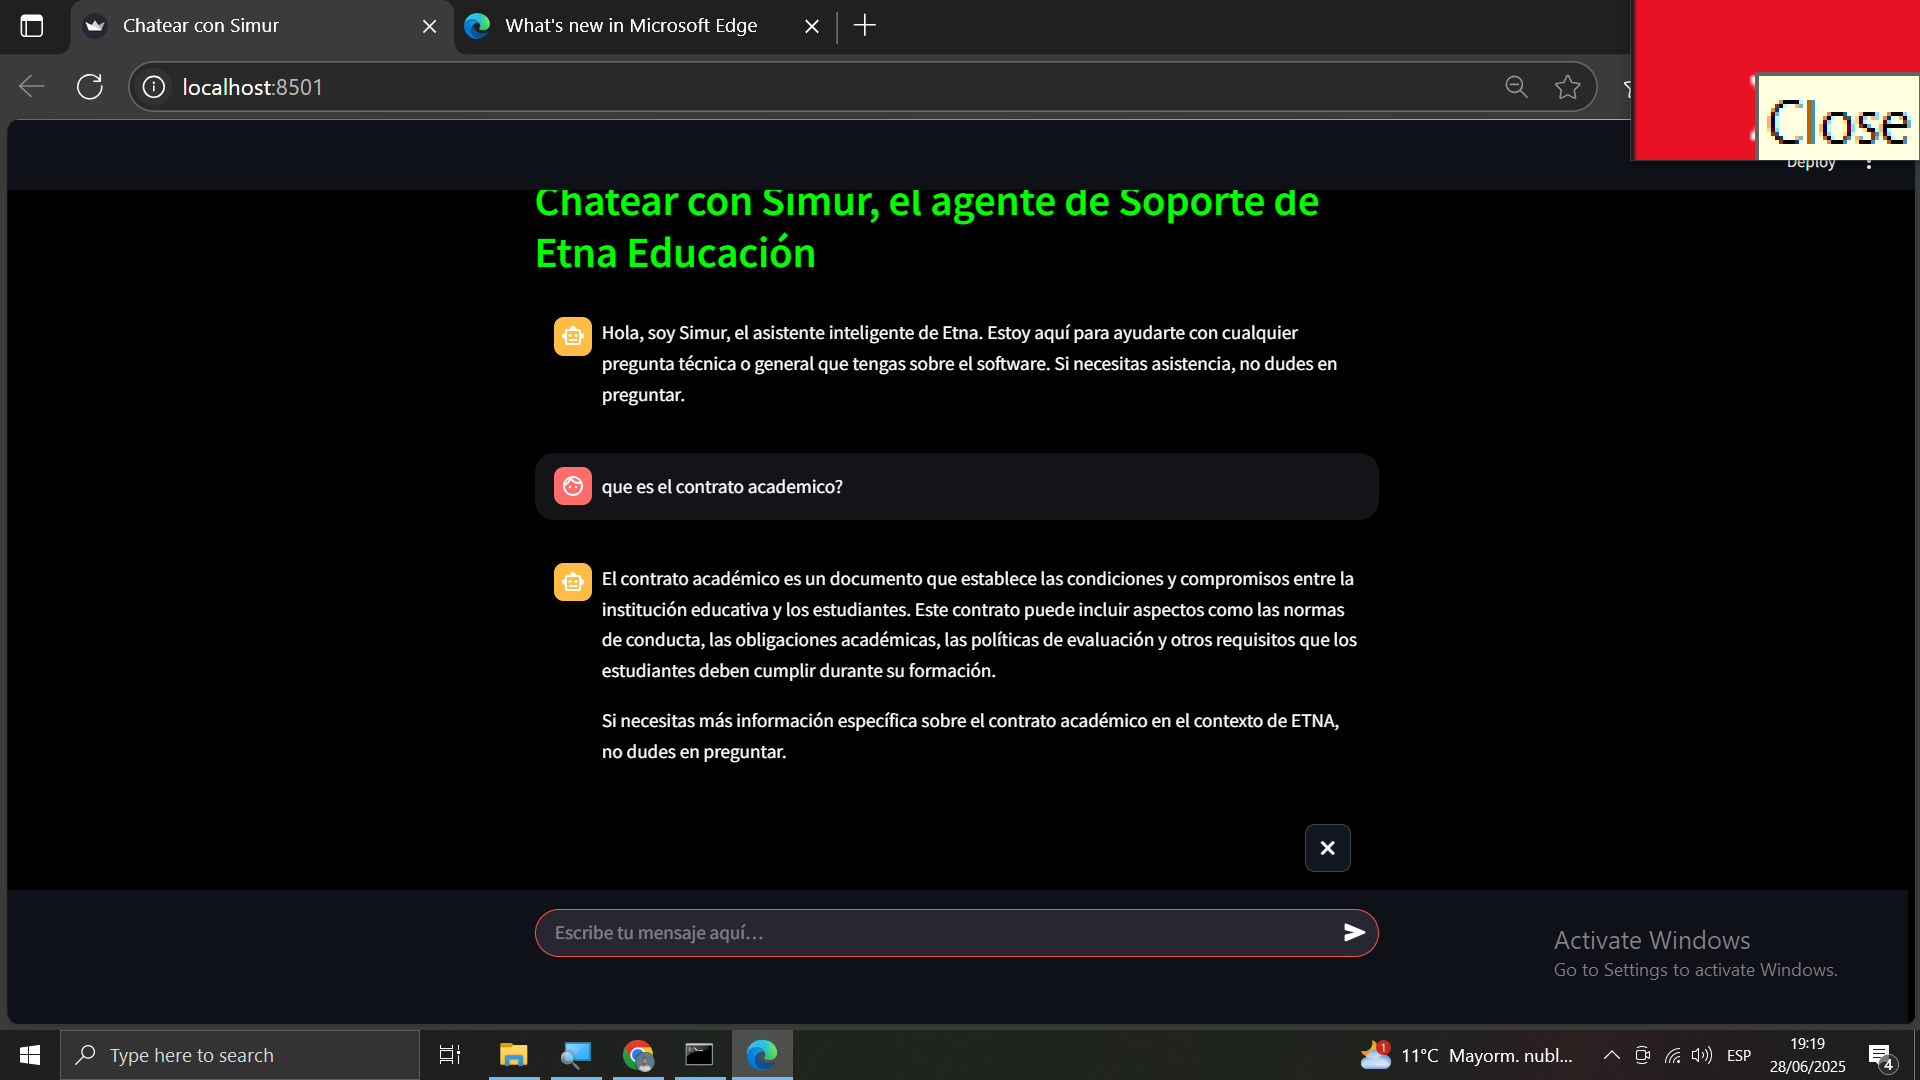 Chatear con Simur
What's new in Microsoft Edge
localhost:8501
Close
Deploy
Chatear con Simur, el agente de Soporte de
Etna Educación
Hola, soy Simur, el asistente inteligente de Etna. Estoy aquí para ayudarte con cualquier
pregunta técnica o general que tengas sobre el software. Si necesitas asistencia, no dudes en
preguntar.
que es el contrato academico?
El contrato académico es un documento que establece las condiciones y compromisos entre la
institución educativa y los estudiantes. Este contrato puede incluir aspectos como las normas
de conducta, las obligaciones académicas, las políticas de evaluación y otros requisitos que los
estudiantes deben cumplir durante su formación.
Si necesitas más información específica sobre el contrato académico en el contexto de ETNA,
no dudes en preguntar.
Escribe tu mensaje aquí...
Activate Windows
Go to Settings to activate Windows.
Type here to search
1
11°C Mayorm. nubl...
ESP
19:19
28/06/2025
4